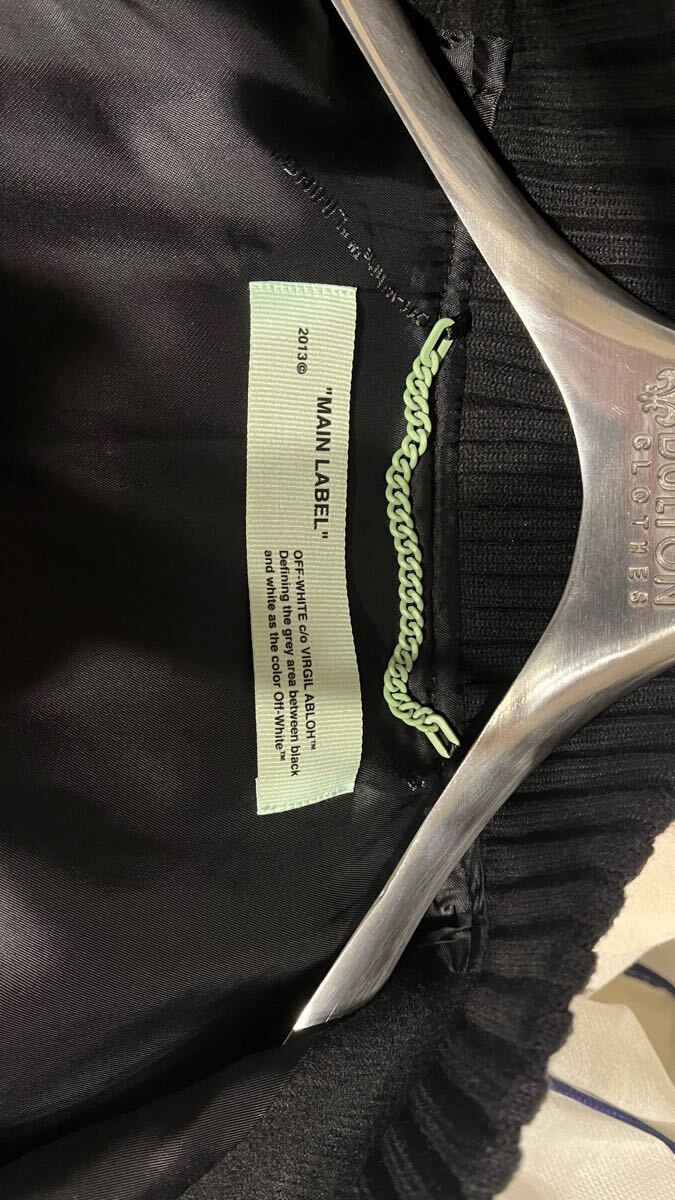 2013©
"MAIN LABEL"
OFF-WHITE c/o VIRGIL ABLOH™
Defining the grey area between black
and white as the color Off-White™
CLOTHES